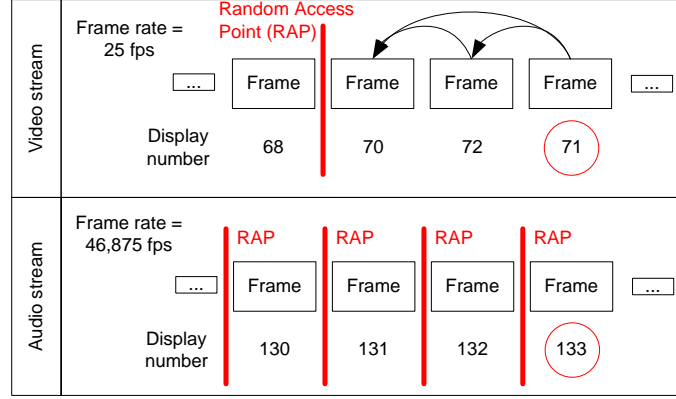 Video stream
Frame rate =
25 fps
Random Access
Point (RAP)
...
Frame
Frame
Frame
Frame
...
Display
number
68
70
72
71
Audio stream
Frame rate =
46,875 fps
RAP
RAP
RAP
RAP
...
Frame
Frame
Frame
Frame
...
Display
number
130
131
132
133